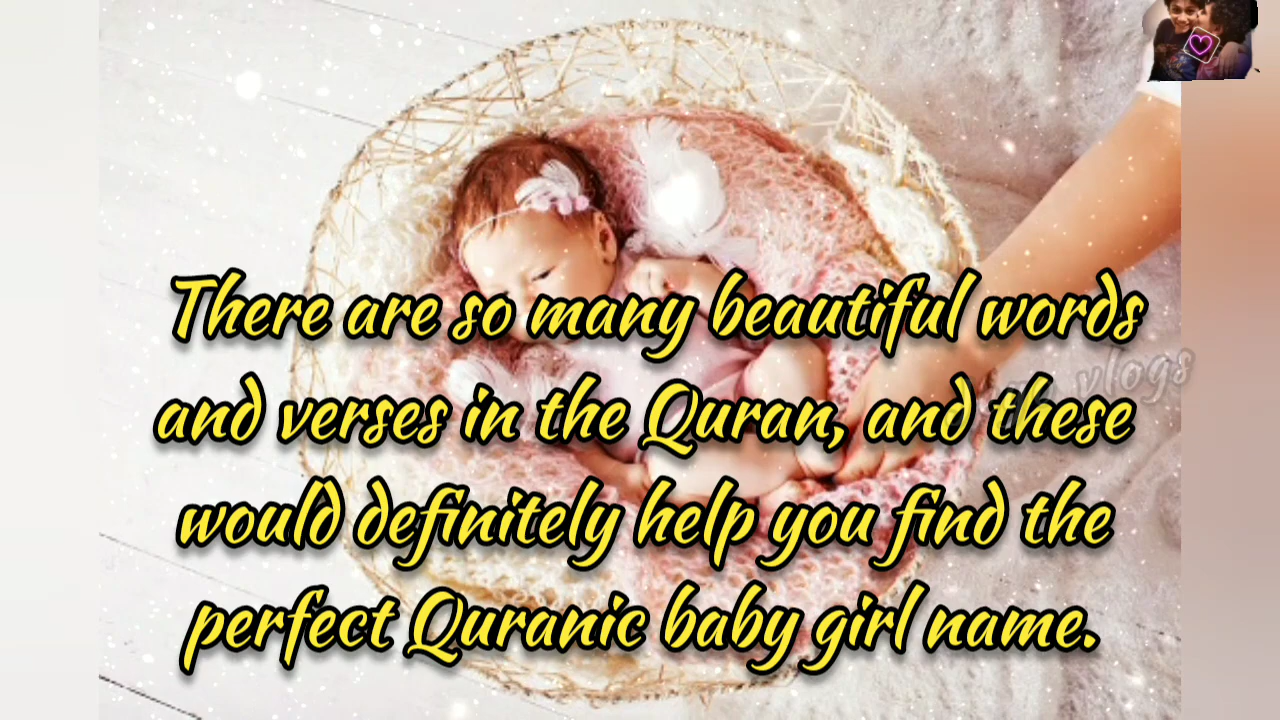 There are so many beautiful words
and verses in the Quran, and these
would definitely help you find the
perfect Quranic baby girl name.
vlogs